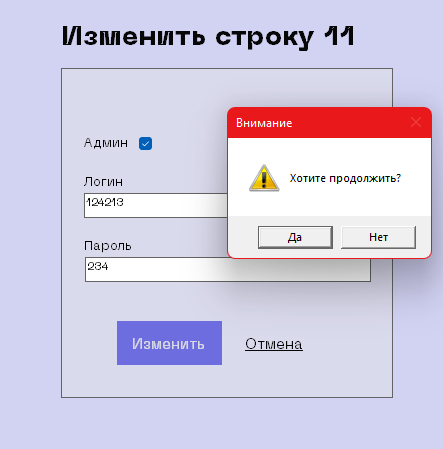 Изменить строку 11
Внимание
Хотите продолжить?
Да
Нет
Админ
Логин
124213
Пароль
234
Изменить
Отмена